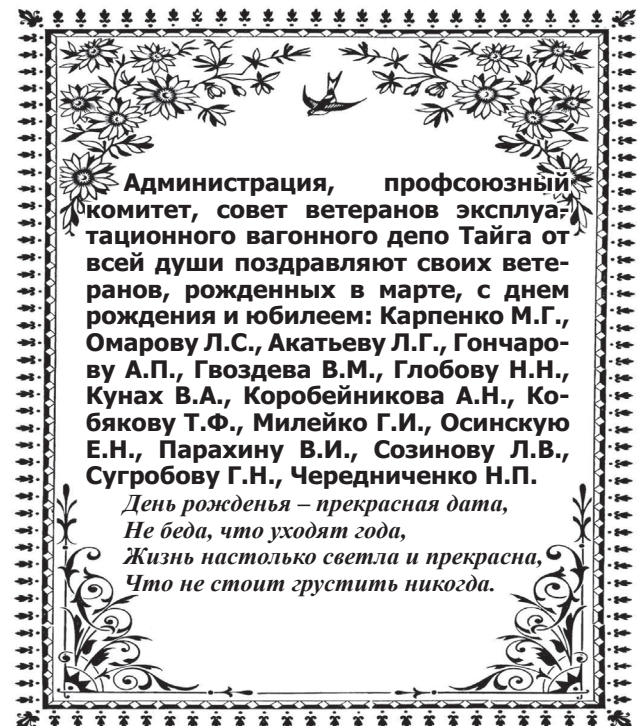 Администрация, профсоюзный
комитет, совет ветеранов эксплуа-
тационного вагонного депо Тайга от
всей души поздравляют своих вете-
ранов, рожденных в марте, с днем
рождения и юбилеем: Карпенко М.Г.,
Омарову Л.С., Акатьеву Л.Г., Гончаро-
ву А.П., Гвоздева В.М., Глобову Н.Н.,
Кунах В.А., Коробейникова А.Н., Ко-
бякову Т.Ф., Милейко Г.И., Осинскую
Е.Н., Парахину В.И., Созинову Л.В.,
Сугробову Г.Н., Чередниченко Н.П.
День рожденья – прекрасная дата,
Не беда, что уходят года,
Жизнь настолько светла и прекрасна,
Что не стоит грустить никогда.